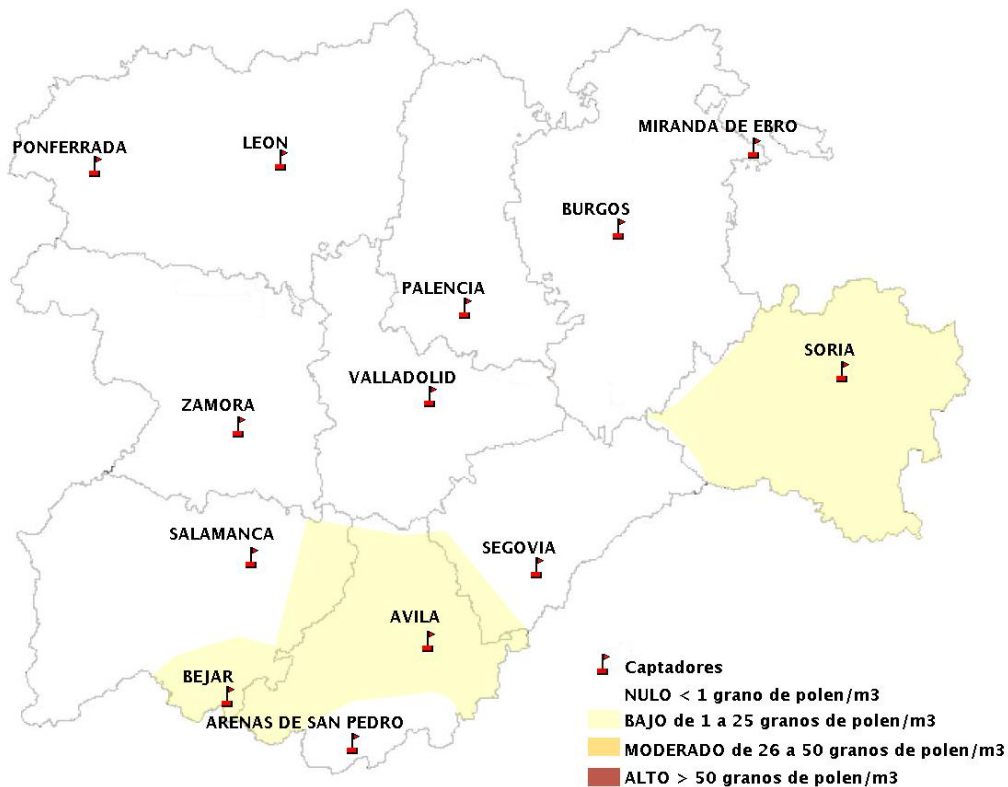 MIRANDA DE EBRO
PONFERRADA
LEON
BURGOS
PALENCIA
SORIA
VALLADOLID
ZAMORA
SALAMANCA
SEGOVIA
AVILA
BEJAR
ARENAS DE SAN PEDRO
Captadores
NULO < 1 grano de polen/m3
BAJO de 1 a 25 granos de polen/m3
MODERADO de 26 a 50 granos de polen/m3
ALTO > 50 granos de polen/m3